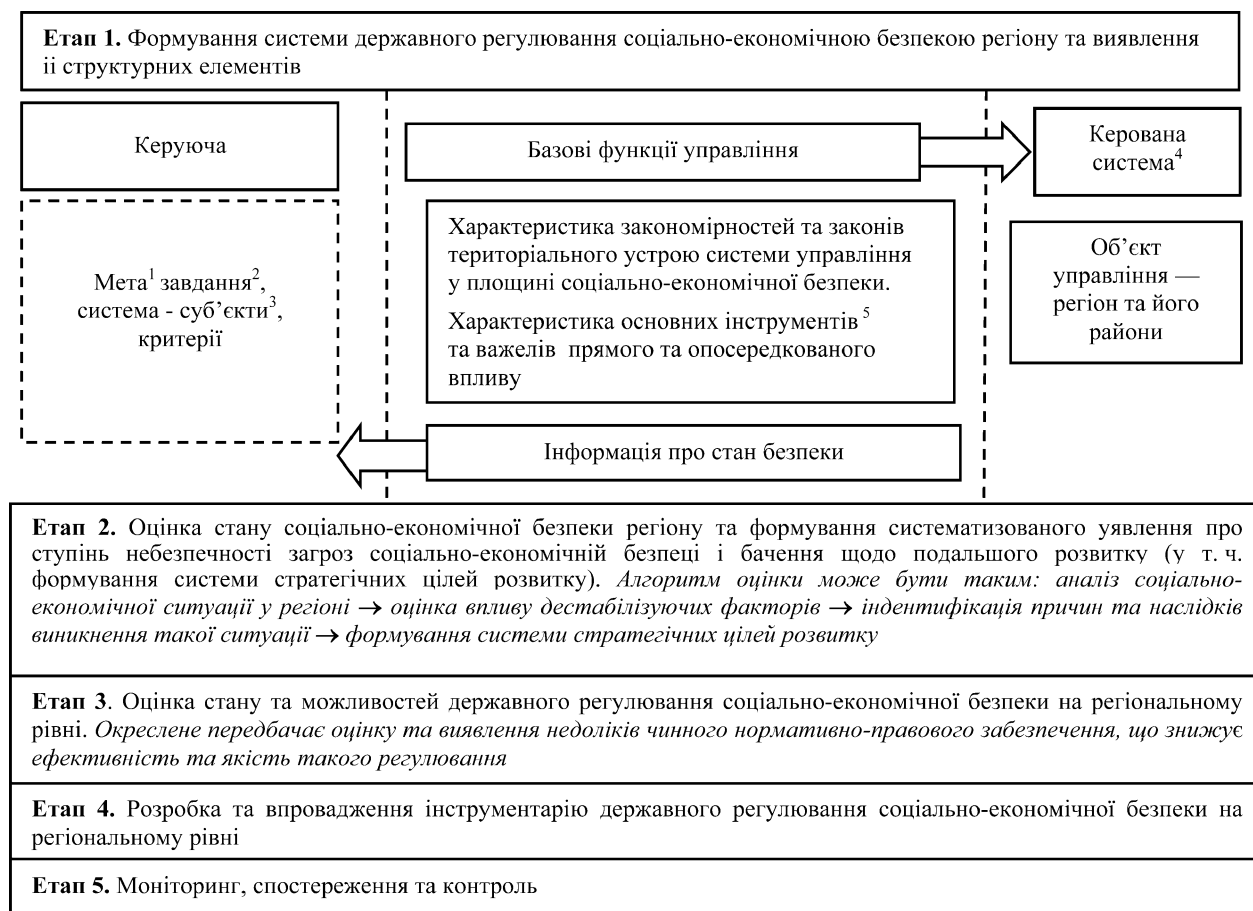 Етап 1. Формування системи державного регулювання соціально-економічною безпекою регіону та виявлення
іі структурних елементів
Керуюча
Базові функції управління
Керована
система4
Мета1 завдання2,
система - суб’єкти3,
критерії
Характеристика закономірностей та законів
територіального устрою системи управління
у площині соціально-економічної безпеки.
Характеристика основних інструментів 5
та важелів прямого та опосередкованого
впливу
Об’єкт
управління —
регіон та його
райони
Інформація про стан безпеки
Етап 2. Оцінка стану соціально-економічної безпеки регіону та формування систематизованого уявлення про
ступінь небезпечності загроз соціально-економічній безпеці і бачення щодо подальшого розвитку (у т. ч.
формування системи стратегічних цілей розвитку). Алгоритм оцінки може бути таким: аналіз соціально-
економічної ситуації у регіоні → оцінка впливу дестабілізуючих факторів → індентифікація причин та наслідків
виникнення такої ситуації → формування системи стратегічних цілей розвитку
Етап 3. Оцінка стану та можливостей державного регулювання соціально-економічної безпеки на регіональному
рівні. Окреслене передбачає оцінку та виявлення недоліків чинного нормативно-правового забезпечення, що знижує
ефективність та якість такого регулювання
Етап 4. Розробка та впровадження інструментарію державного регулювання соціально-економічної безпеки на
регіональному рівні
Етап 5. Моніторинг, спостереження та контроль